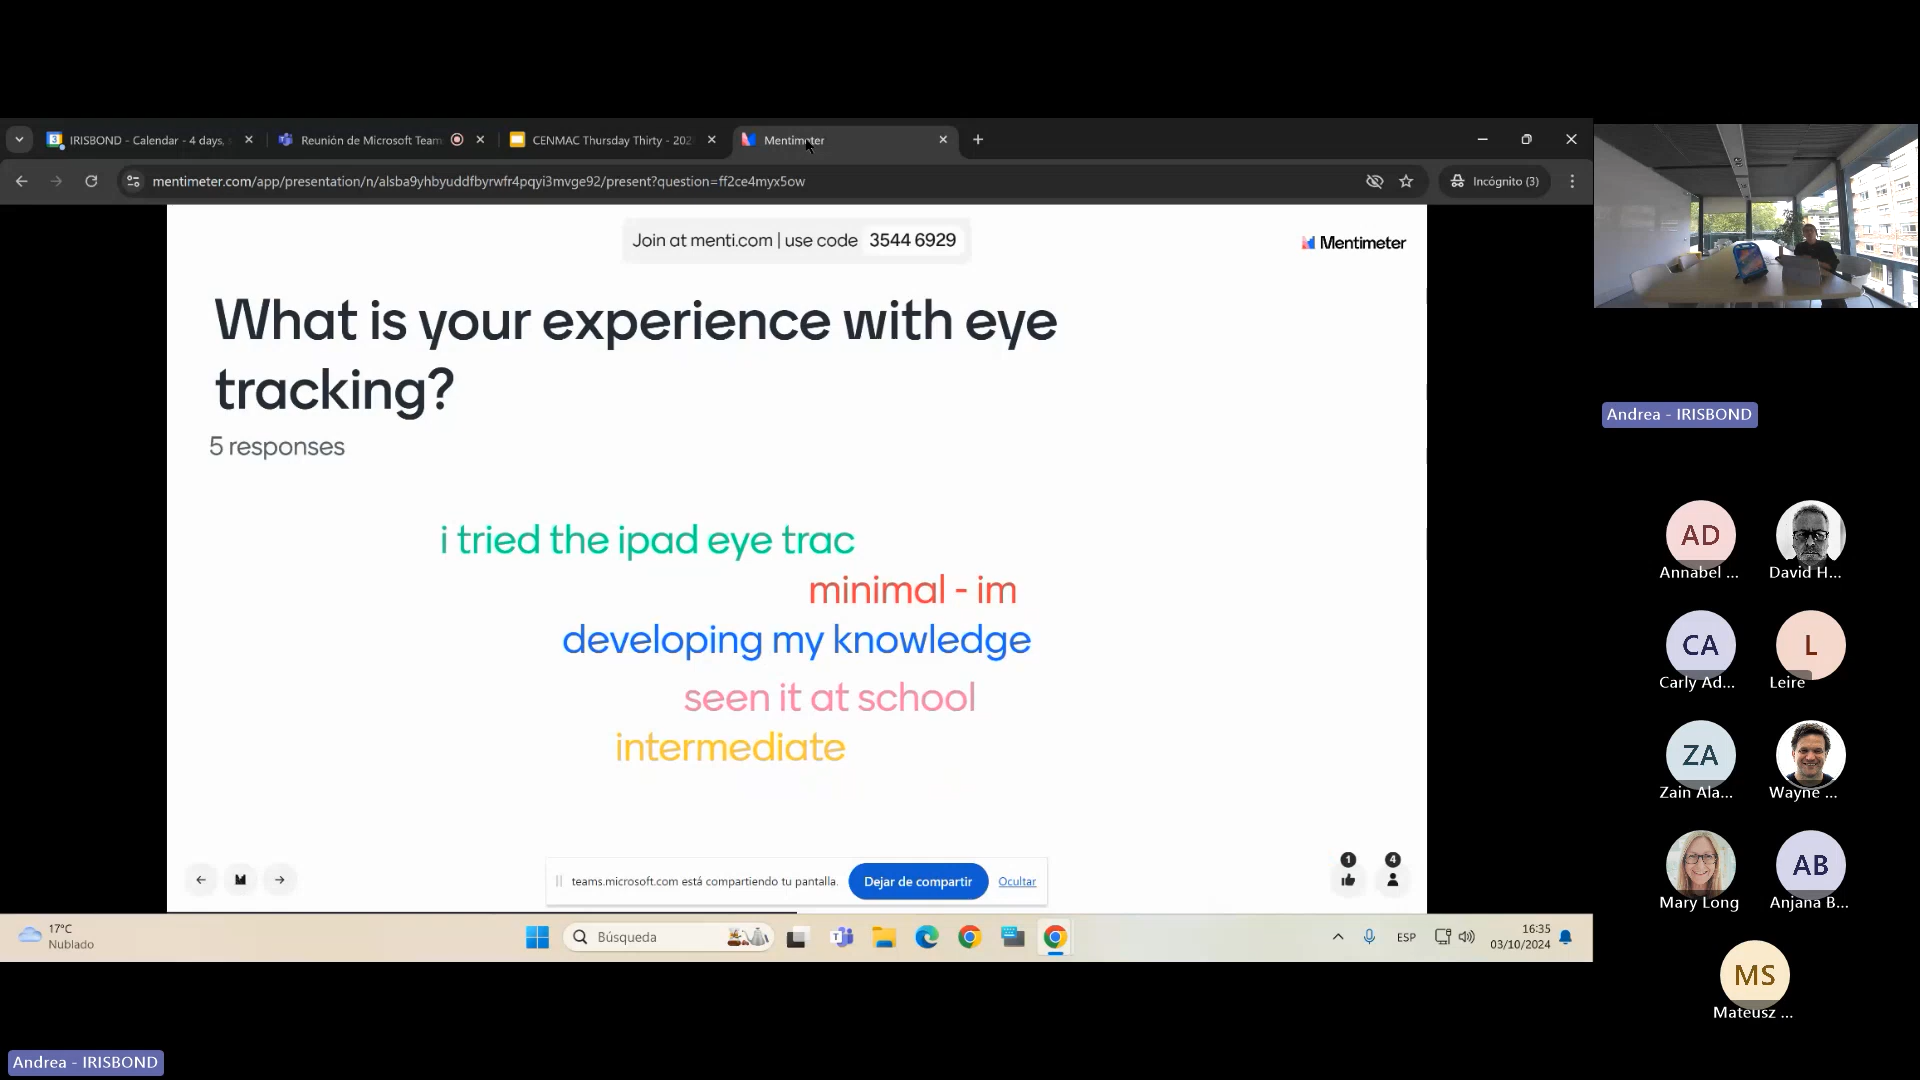 IRISBOND - Calendar - 4 days,
Reunión de Microsoft Team
CENMAC Thursday Thirty - 202
Mentimeter
mentimeter.com/app/presentation/n/alsba9yhbyuddfbyrwfr4pqyi3mvge92/present?question=ff2ce4myx5ow
Incógnito (3)
Join at menti.com | use code 3544 6929
Mentimeter
What is your experience with eye
tracking?
5 responses
i tried the ipad eye trac
minimal - im
developing my knowledge
seen it at school
intermediate
teams.microsoft.com está compartiendo tu pantalla.
Dejar de compartir
Ocultar
1
4
17°C
Nublado
Búsqueda
ESP
16:35
03/10/2024
Andrea - IRISBOND
Andrea - IRISBOND
AD
Annabel ...
David H...
CA
Carly Ad...
L
Leire
ZA
Zain Ala...
Wayne ...
Mary Long
AB
Anjana B...
MS
Mateusz ...